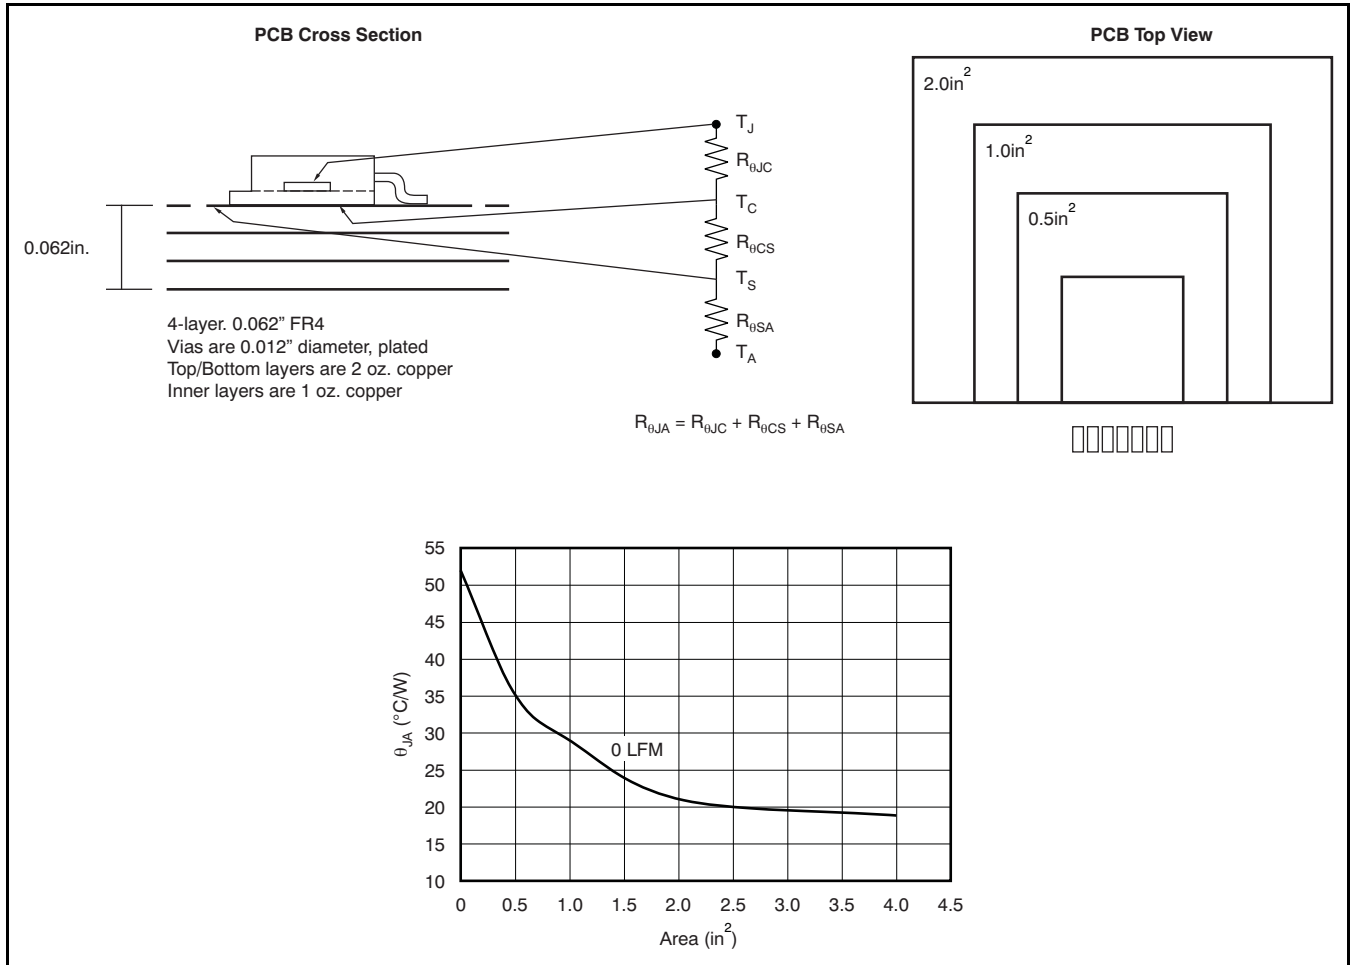 PCB Cross Section
PCB Top View
2.0in²
1.0in²
0.5in²
T_J
R_θJC
T_C
R_θCS
T_S
R_θSA
T_A
0.062in.
4-layer. 0.062” FR4
Vias are 0.012” diameter, plated
Top/Bottom layers are 2 oz. copper
Inner layers are 1 oz. copper
R_θJA = R_θJC + R_θCS + R_θSA
θ_JA (°C/W)
55
50
45
40
35
30
25
20
15
10
0 LFM
0 0.5 1.0 1.5 2.0 2.5 3.0 3.5 4.0 4.5
Area (in²)